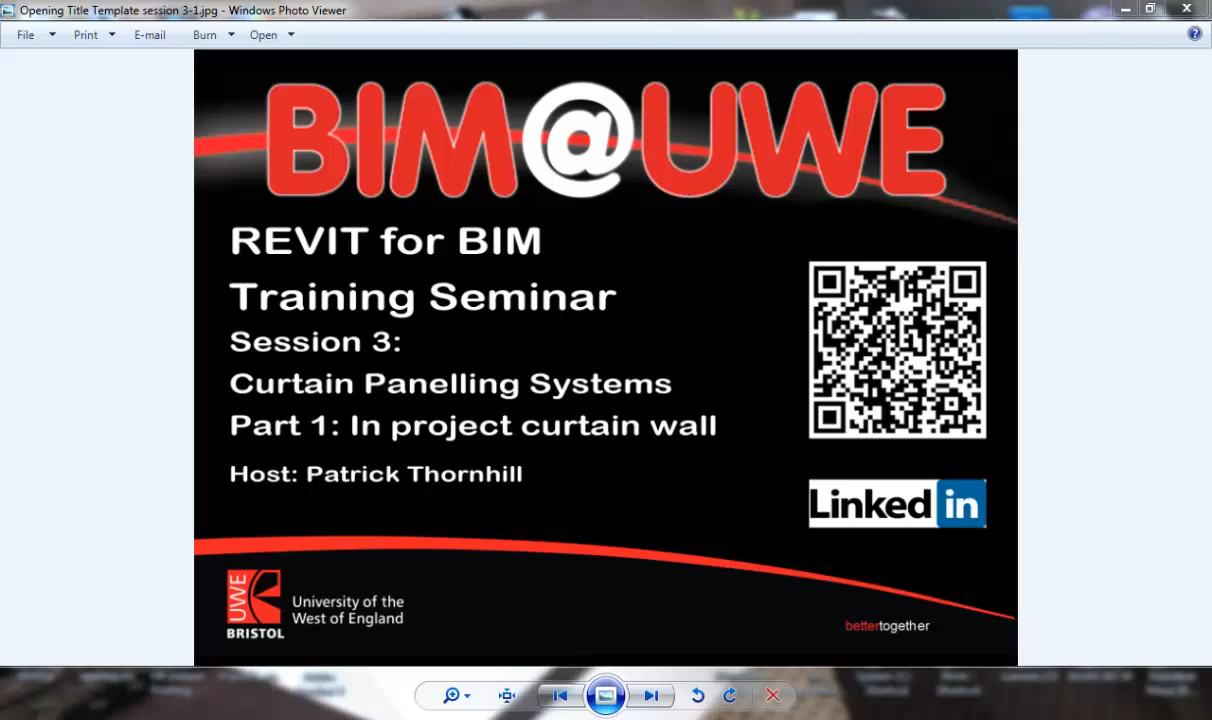 Opening Title Template session 3-1.jpg - Windows Photo Viewer
File Print E-mail Burn Open
BIM@UWE
REVIT for BIM
Training Seminar
Session 3:
Curtain Panelling Systems
Part 1: In project curtain wall
Host: Patrick Thornhill
Linked in
UWE
BRISTOL
University of the
West of England
bettertogether